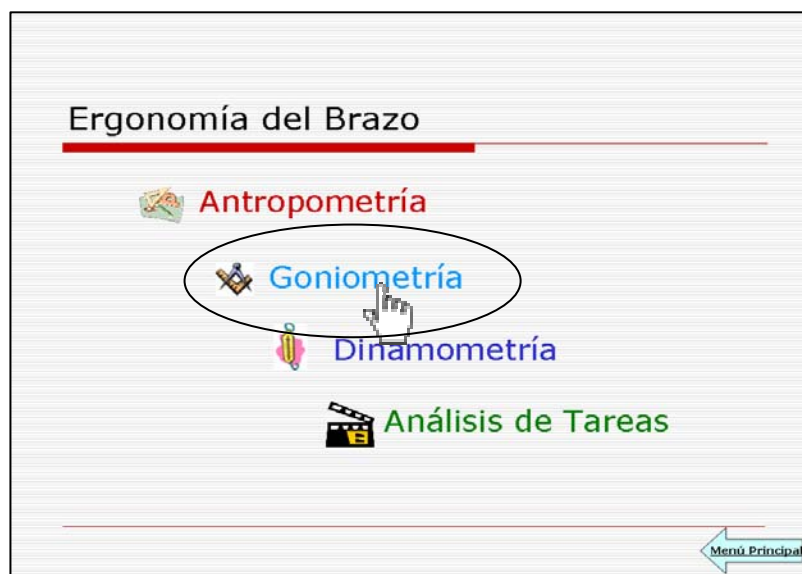 Ergonomía del Brazo
Antropometría
Goniometría
Dinamometría
Análisis de Tareas
Menú Principal